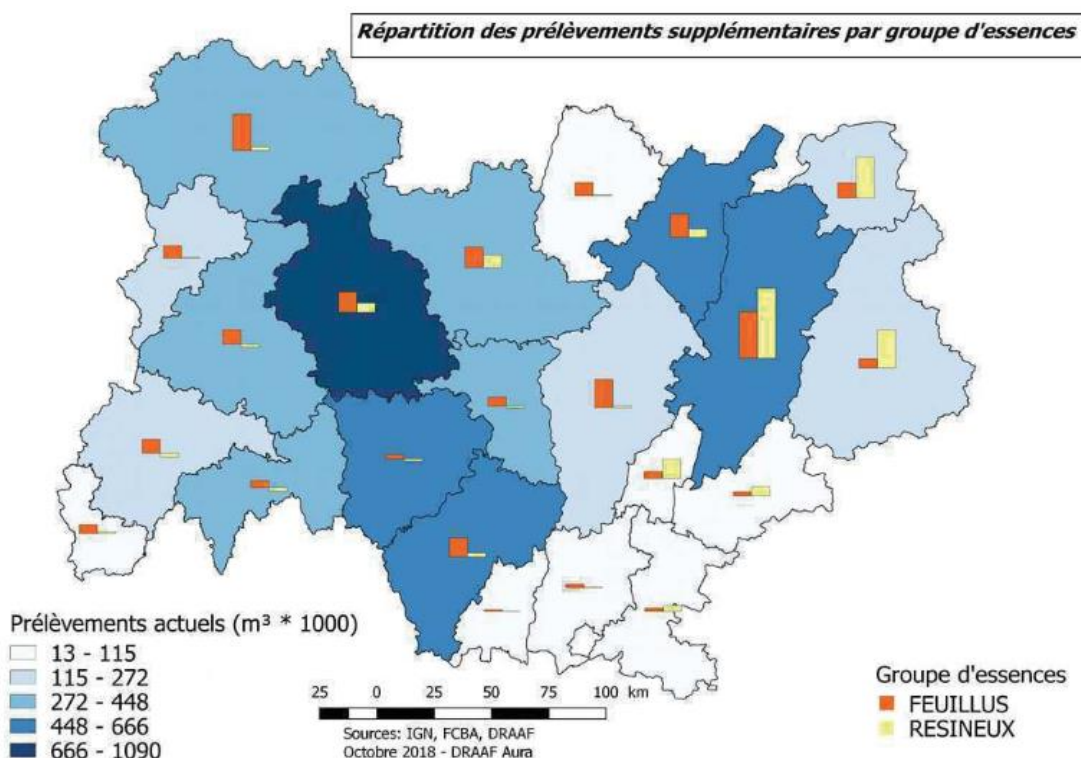 Répartition des prélèvements supplémentaires par groupe d'essences
Prélèvements actuels (m³ * 1000)
13 - 115
115 - 272
272 - 448
448 - 666
666 - 1090
25 0 25 50 75 100 km
Sources: IGN, FCBA, DRAAF
Octobre 2018 - DRAAF Aura
Groupe d'essences
FEUILLUS
RESINEUX